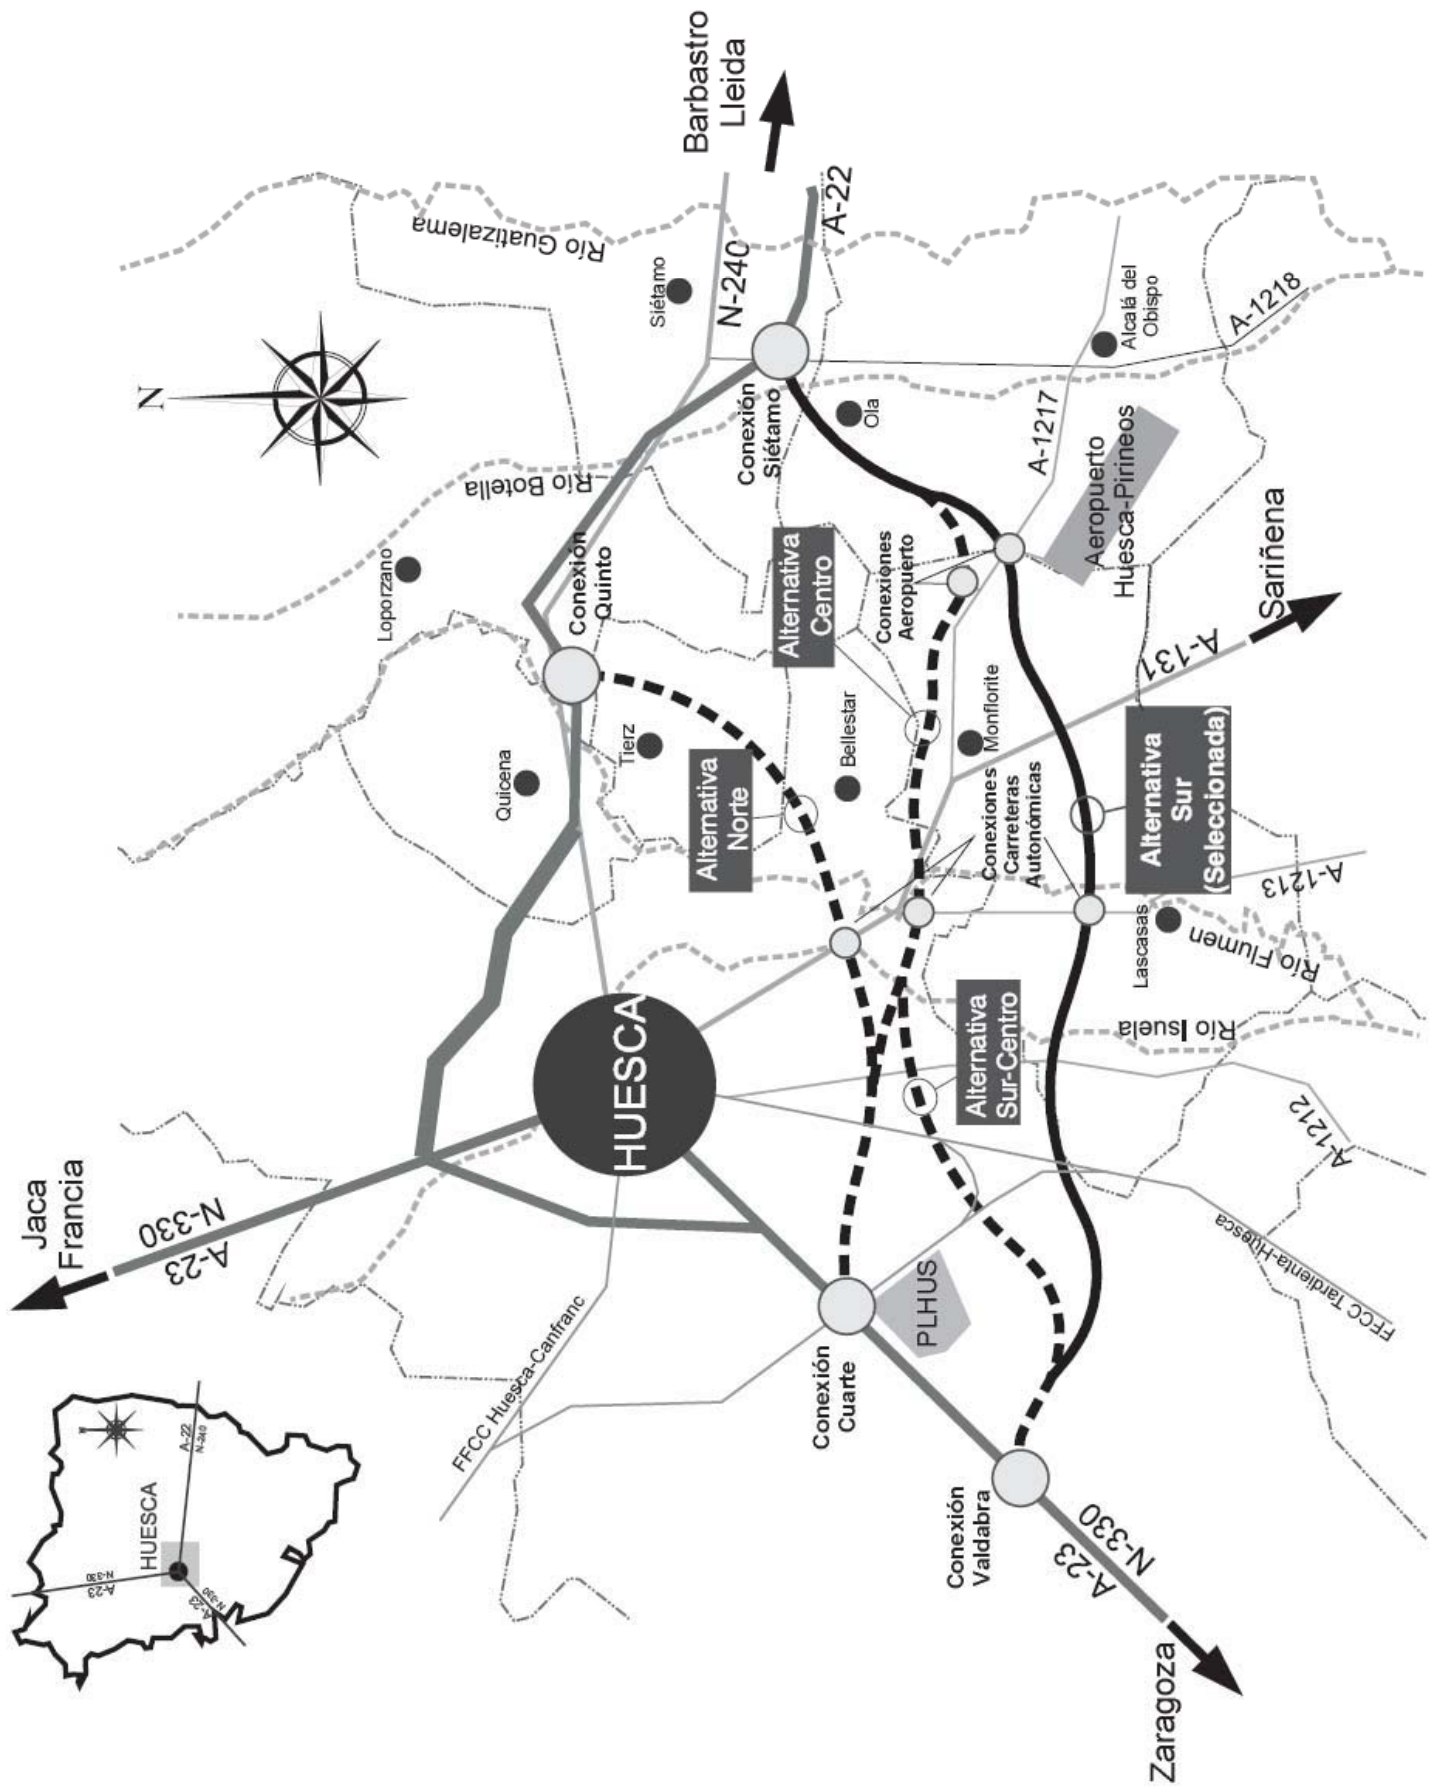 Jaca
Francia
N-330
A-23
HUESCA
A-23
N-330
A-22
N-240
A-23
N-330
N
Río Guatizalema
Barbastro
Lleida
Siétamo
N-240
A-22
Río Botella
Loporzano
Conexión
Quinto
Conexión
Siétamo
Ola
Quicena
Tierz
Alternativa
Norte
Bellestar
Alternativa
Centro
Conexiones
Aeropuerto
A-1217
Alcalá del
Obispo
A-1218
Aeropuerto
Huesca-Pirineos
Monflorite
Conexiones
Carreteras
Autonómicas
A-131
Sariñena
HUESCA
Alternativa
Sur-Centro
Alternativa
Sur
(Seleccionada)
Lascasas
A-1213
Río Flumen
Río Isuela
A-1212
FFCC Tardienta-Huesca
FFCC Huesca-Canfranc
PLHUS
Conexión
Cuarte
Conexión
Valdabra
A-23
N-330
Zaragoza